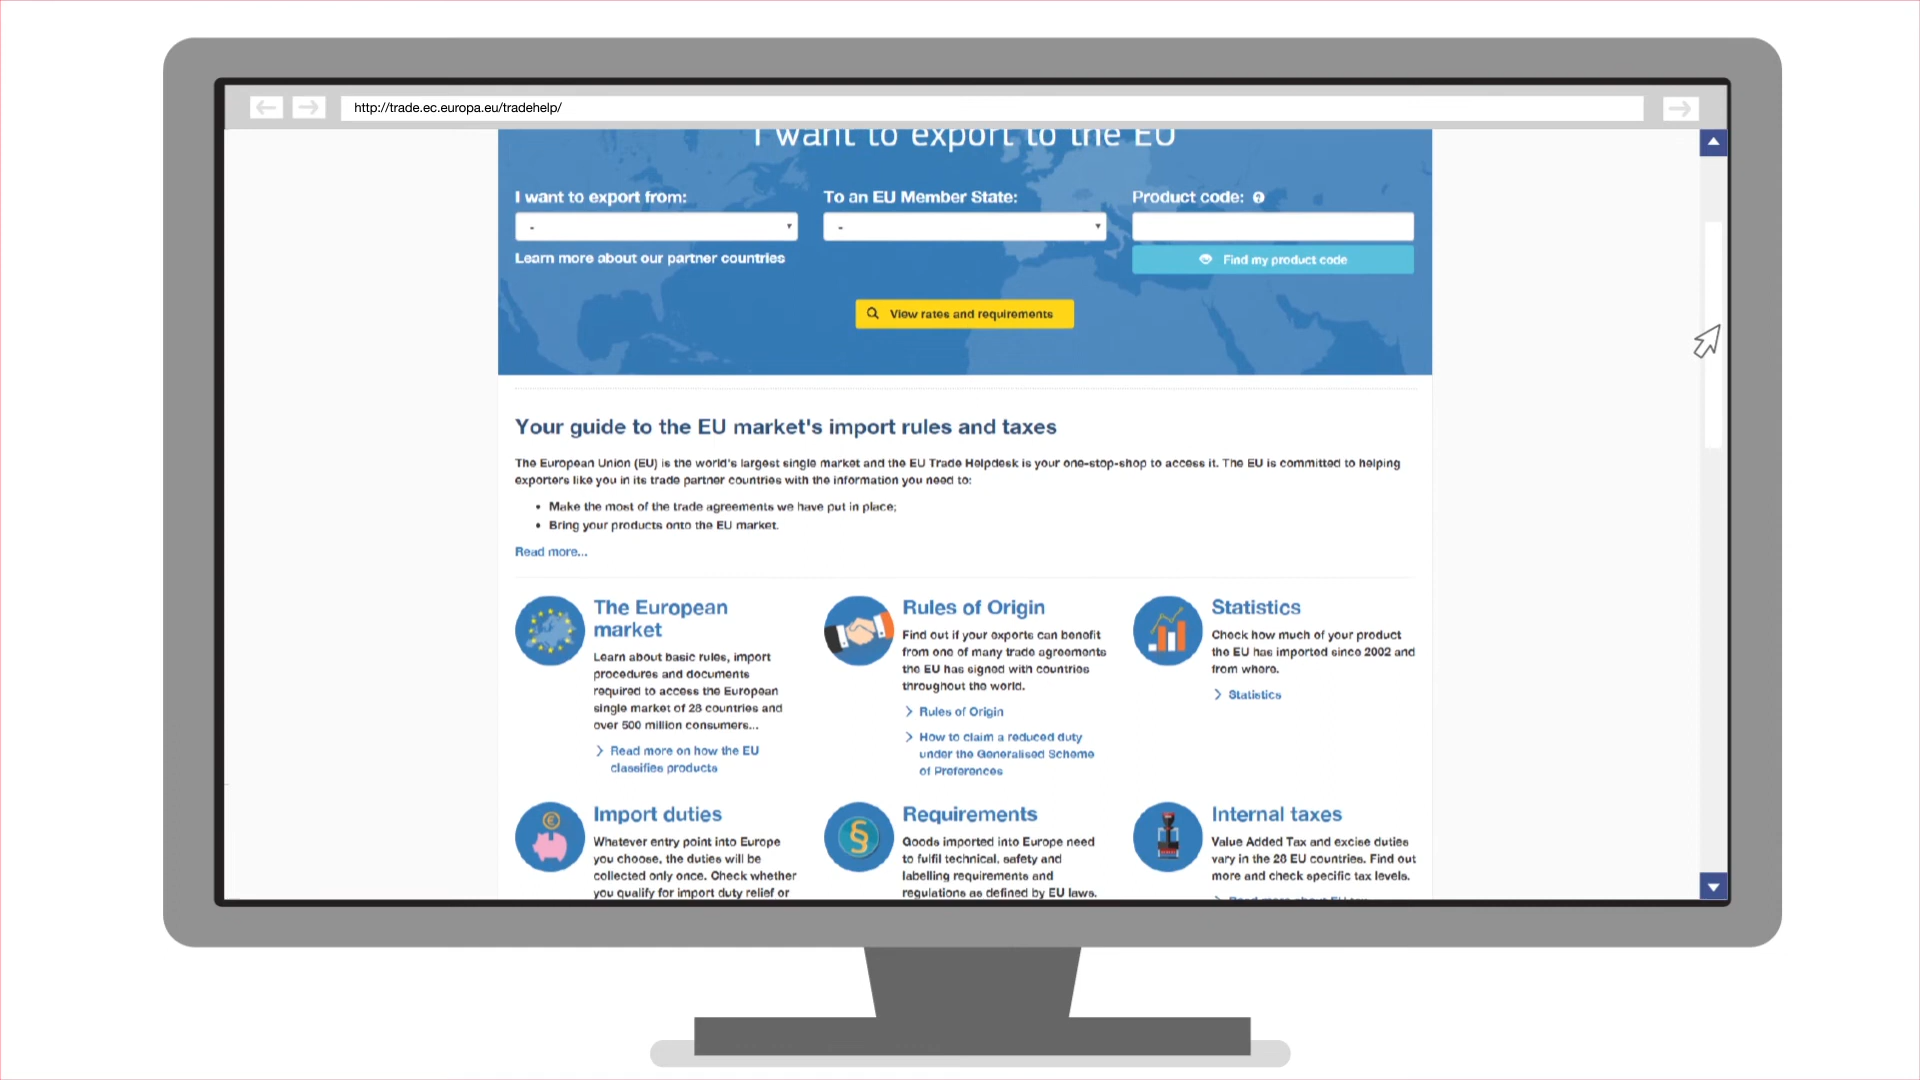 http://trade.ec.europa.eu/tradehelp/
I want to export to the EU
I want to export from:
To an EU Member State:
Product code:
-
-
Learn more about our partner countries
Find my product code
View rates and requirements
Your guide to the EU market's import rules and taxes
The European Union (EU) is the world's largest single market and the EU Trade Helpdesk is your one-stop-shop to access it. The EU is committed to helping
exporters like you in its trade partner countries with the information you need to:
• Make the most of the trade agreements we have put in place;
• Bring your products onto the EU market.
Read more...
The European
market
Learn about basic rules, import
procedures and documents
required to access the European
single market of 28 countries and
over 500 million consumers...
Read more on how the EU
classifies products
Rules of Origin
Find out if your exports can benefit
from one of many trade agreements
the EU has signed with countries
throughout the world.
Rules of Origin
How to claim a reduced duty
under the Generalised Scheme
of Preferences
Statistics
Check how much of your product
the EU has imported since 2002 and
from where.
Statistics
Import duties
Whatever entry point into Europe
you choose, the duties will be
collected only once. Check whether
you qualify for import duty relief or
Requirements
Goods imported into Europe need
to fulfil technical, safety and
labelling requirements and
regulations as defined by EU laws.
Internal taxes
Value Added Tax and excise duties
vary in the 28 EU countries. Find out
more and check specific tax levels.
Read more about EU tax